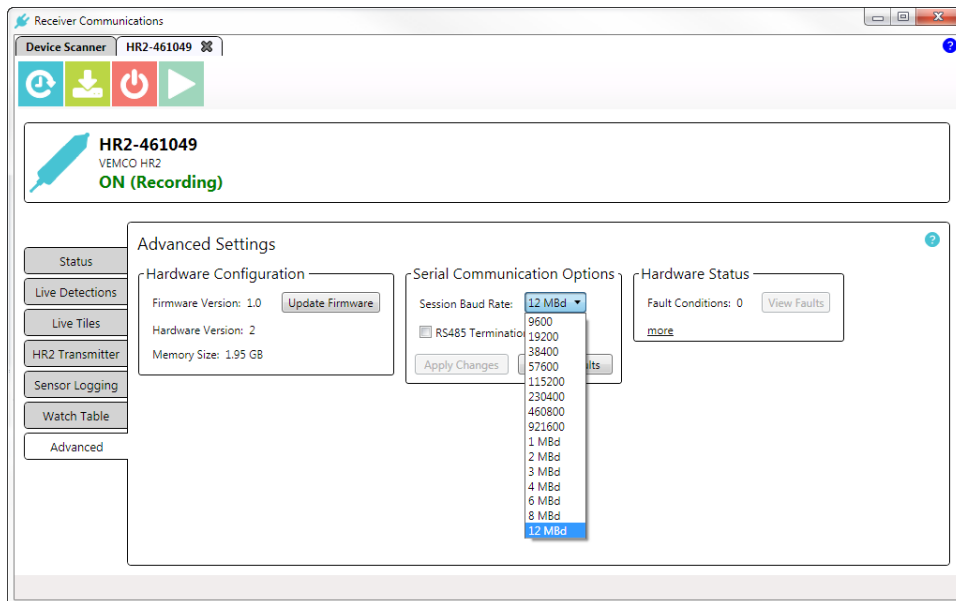 Receiver Communications
Device Scanner
HR2-461049
HR2-461049
VEMCO HR2
ON (Recording)
Status
Live Detections
Live Tiles
HR2 Transmitter
Sensor Logging
Watch Table
Advanced
Advanced Settings
Hardware Configuration
Firmware Version: 1.0
Update Firmware
Hardware Version: 2
Memory Size: 1.95 GB
Serial Communication Options
Session Baud Rate:
12 MBd
RS485
Apply Changes
9600
19200
38400
57600
115200
230400
460800
921600
1 MBd
2 MBd
3 MBd
4 MBd
6 MBd
8 MBd
12 MBd
Hardware Status
Fault Conditions: 0
View Faults
more